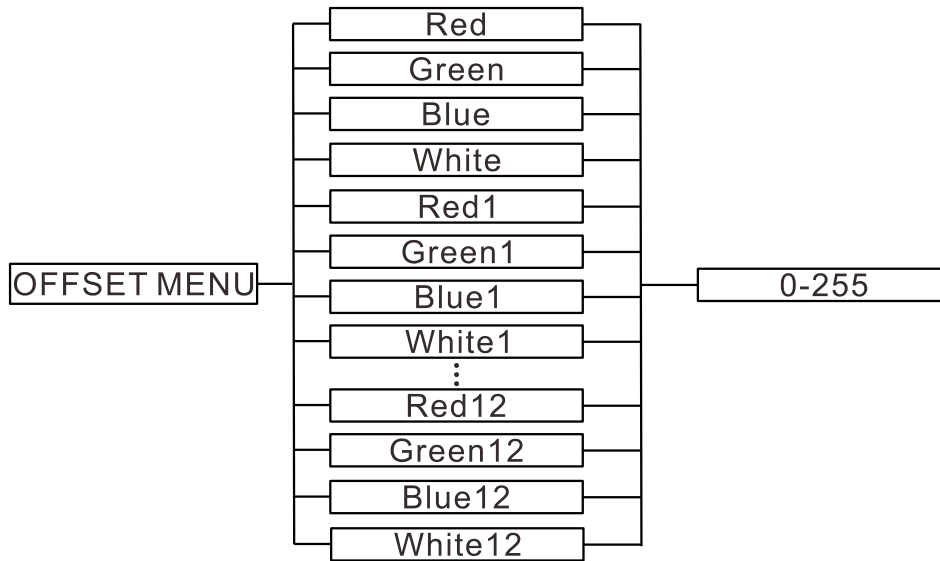 OFFSET MENU
Red
Green
Blue
White
Red1
Green1
Blue1
White1
⋮
Red12
Green12
Blue12
White12
0-255